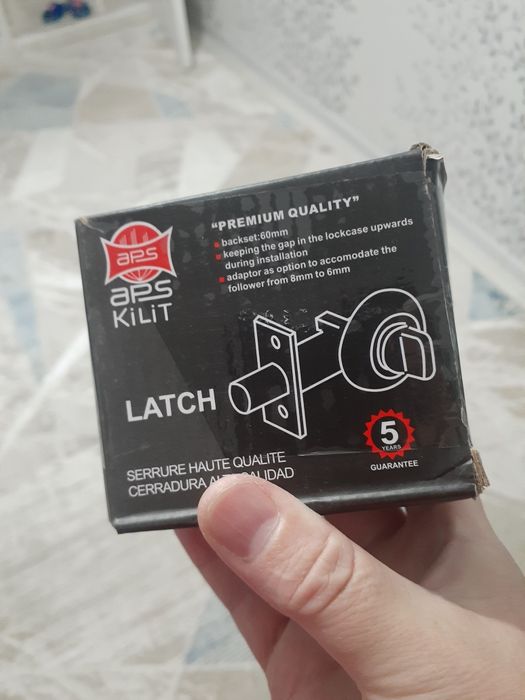 "PREMIUM QUALITY"
backset:60mm
keeping the gap in the lockcase upwards
during installation
adaptor as option to accomodate the
follower from 8mm to 6mm
aps
aps
KiLiT
LATCH
5
YEARS
GUARANTEE
SERRURE HAUTE QUALITE
CERRADURA CALIDAD